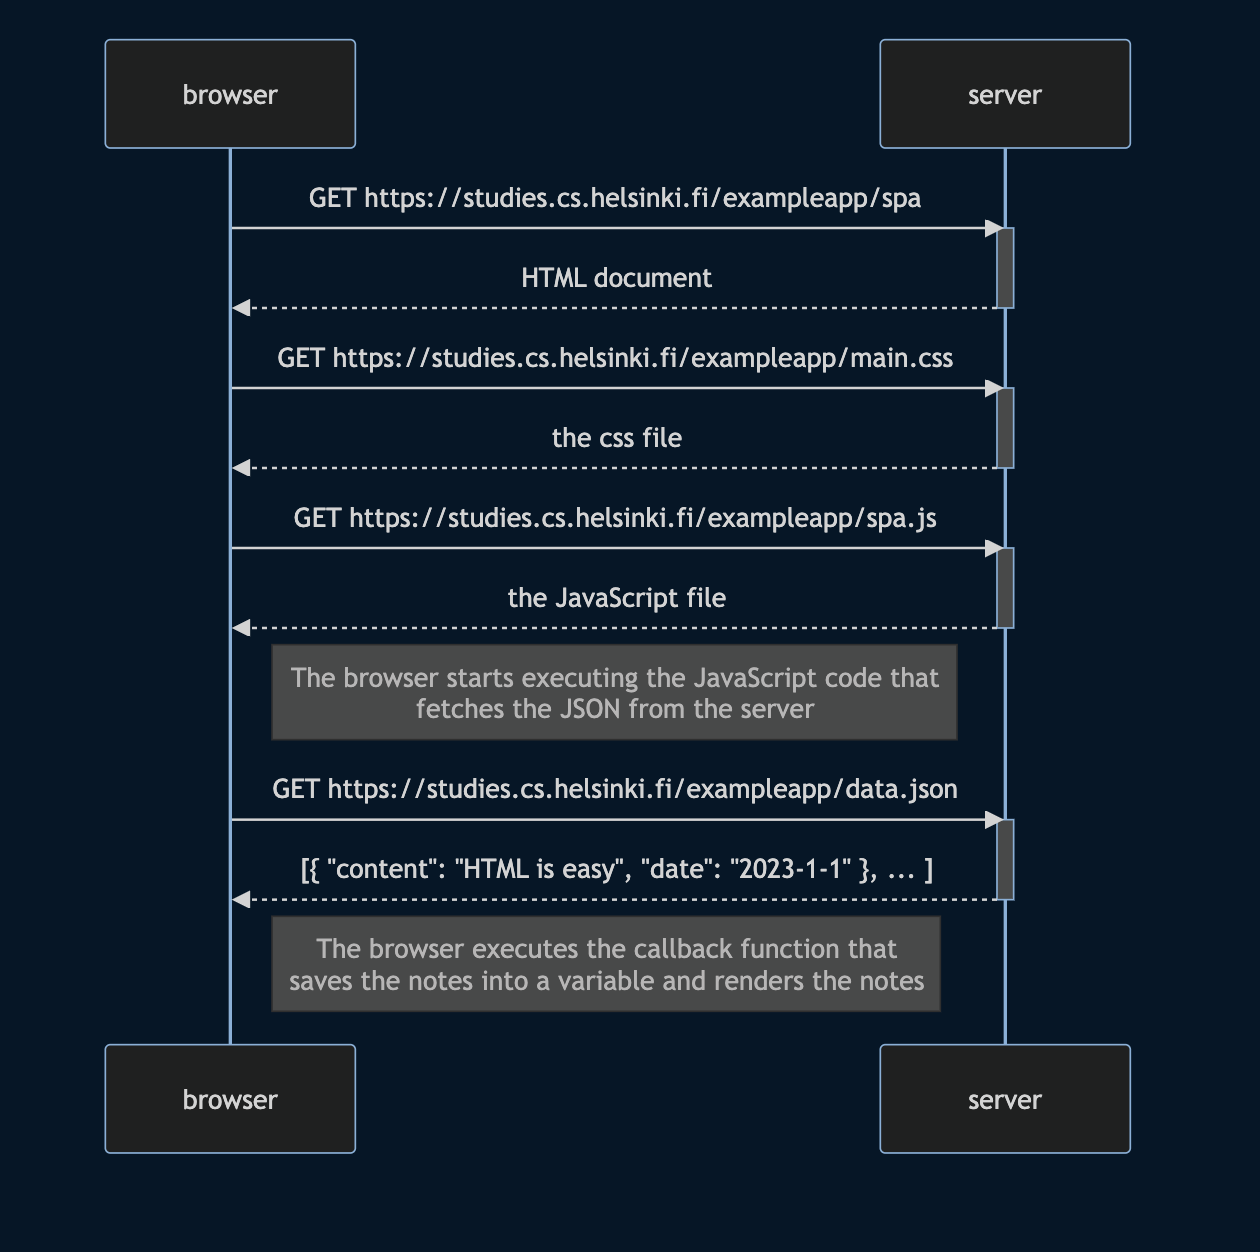 browser
server
GET https://studies.cs.helsinki.fi/exampleapp/spa
HTML document
GET https://studies.cs.helsinki.fi/exampleapp/main.css
the css file
GET https://studies.cs.helsinki.fi/exampleapp/spa.js
the JavaScript file
The browser starts executing the JavaScript code that
fetches the JSON from the server
GET https://studies.cs.helsinki.fi/exampleapp/data.json
[{ "content": "HTML is easy", "date": "2023-1-1" }, ... ]
The browser executes the callback function that
saves the notes into a variable and renders the notes
browser
server